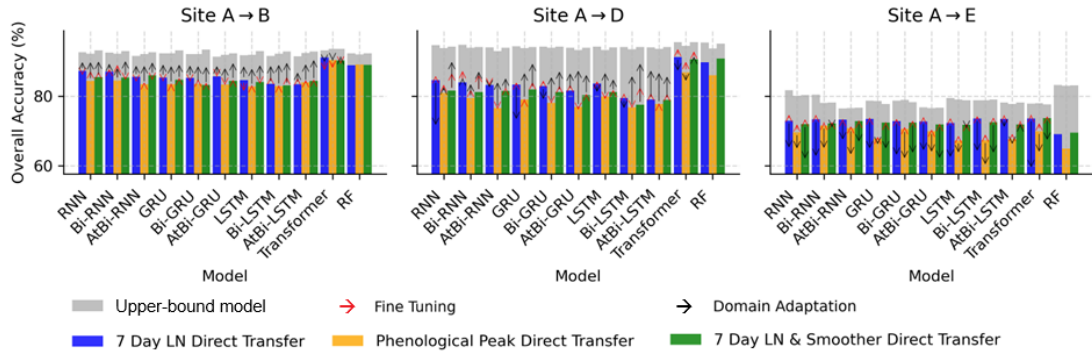 Site A → B
Site A → D
Site A → E
Overall Accuracy (%)
80
60
RNN
Bi-RNN
AtBi-RNN
GRU
Bi-GRU
AtBi-GRU
LSTM
Bi-LSTM
AtBi-LSTM
Transformer
RF
RNN
Bi-RNN
AtBi-RNN
GRU
Bi-GRU
AtBi-GRU
LSTM
Bi-LSTM
AtBi-LSTM
Transformer
RF
RNN
Bi-RNN
AtBi-RNN
GRU
Bi-GRU
AtBi-GRU
LSTM
Bi-LSTM
AtBi-LSTM
Transformer
RF
Model
Model
Model
Upper-bound model
Fine Tuning
Domain Adaptation
7 Day LN Direct Transfer
Phenological Peak Direct Transfer
7 Day LN & Smoother Direct Transfer